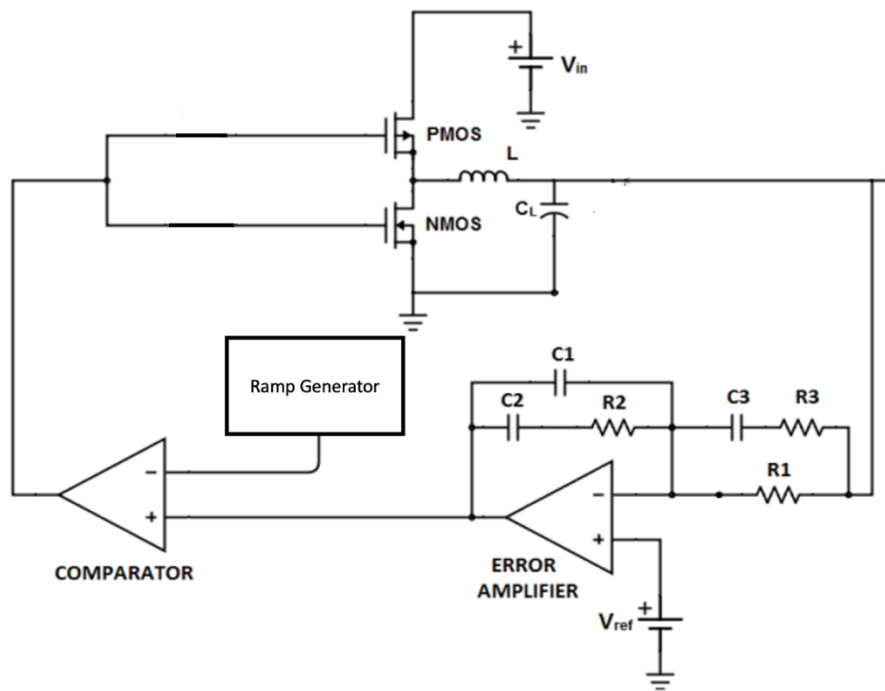 +
Vin
PMOS
L
CL
NMOS
Ramp Generator
C1
C2
R2
C3
R3
R1
−
+
COMPARATOR
−
+
ERROR
AMPLIFIER
+
Vref